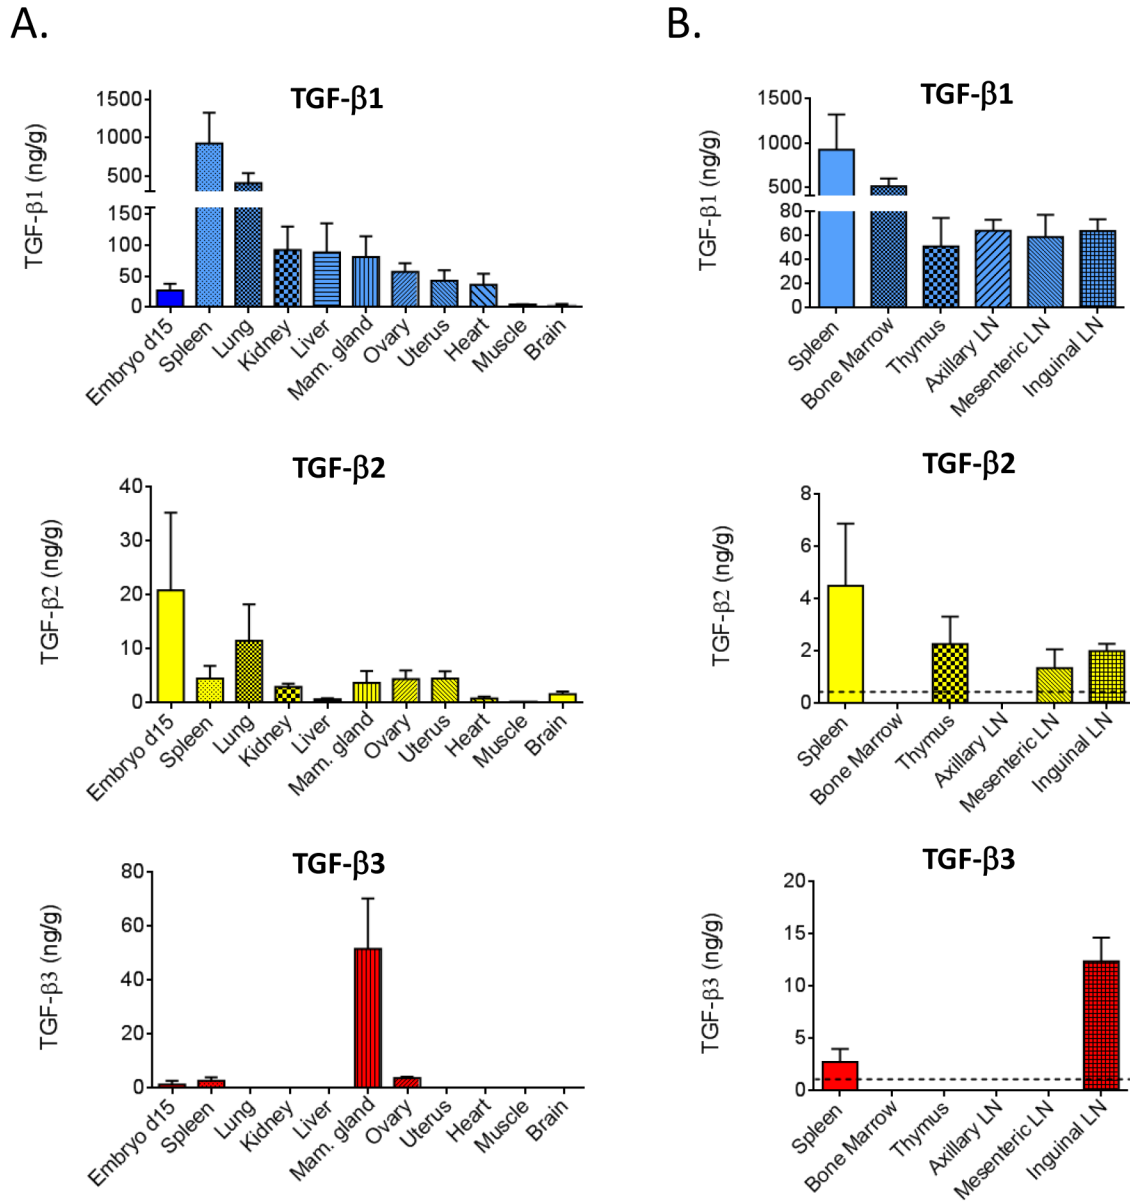 A.
TGF-β1
TGF-β1 (ng/g)
1500
1000
500
150
100
50
0
Embryo d15
Spleen
Lung
Kidney
Liver
Mam. gland
Ovary
Uterus
Heart
Muscle
Brain
TGF-β2
TGF-β2 (ng/g)
40
30
20
10
0
Embryo d15
Spleen
Lung
Kidney
Liver
Mam. gland
Ovary
Uterus
Heart
Muscle
Brain
TGF-β3
TGF-β3 (ng/g)
80
60
40
20
0
Embryo d15
Spleen
Lung
Kidney
Liver
Mam. gland
Ovary
Uterus
Heart
Muscle
Brain
B.
TGF-β1
TGF-β1 (ng/g)
1500
1000
500
80
60
40
20
0
Spleen
Bone Marrow
Thymus
Axillary LN
Mesenteric LN
Inguinal LN
TGF-β2
TGF-β2 (ng/g)
8
6
4
2
0
Spleen
Bone Marrow
Thymus
Axillary LN
Mesenteric LN
Inguinal LN
TGF-β3
TGF-β3 (ng/g)
20
15
10
5
0
Spleen
Bone Marrow
Thymus
Axillary LN
Mesenteric LN
Inguinal LN